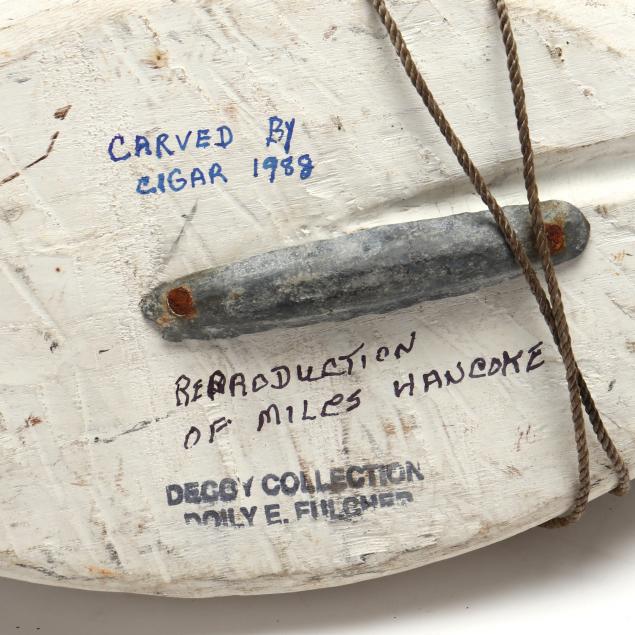 CARVED BY
CIGAR 1988
REPRODUCTION
OF MILES HANCOKE
DECOY COLLECTION
DOILY E. FULCHER